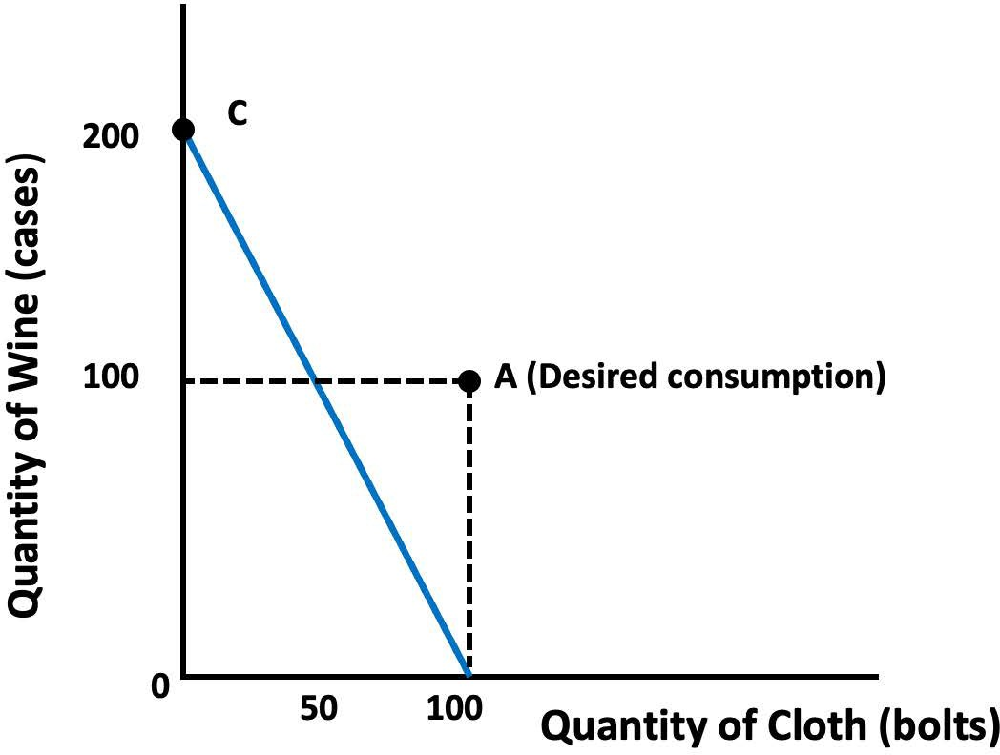 Quantity of Wine (cases)
C
200
100
A (Desired consumption)
0
50
100
Quantity of Cloth (bolts)